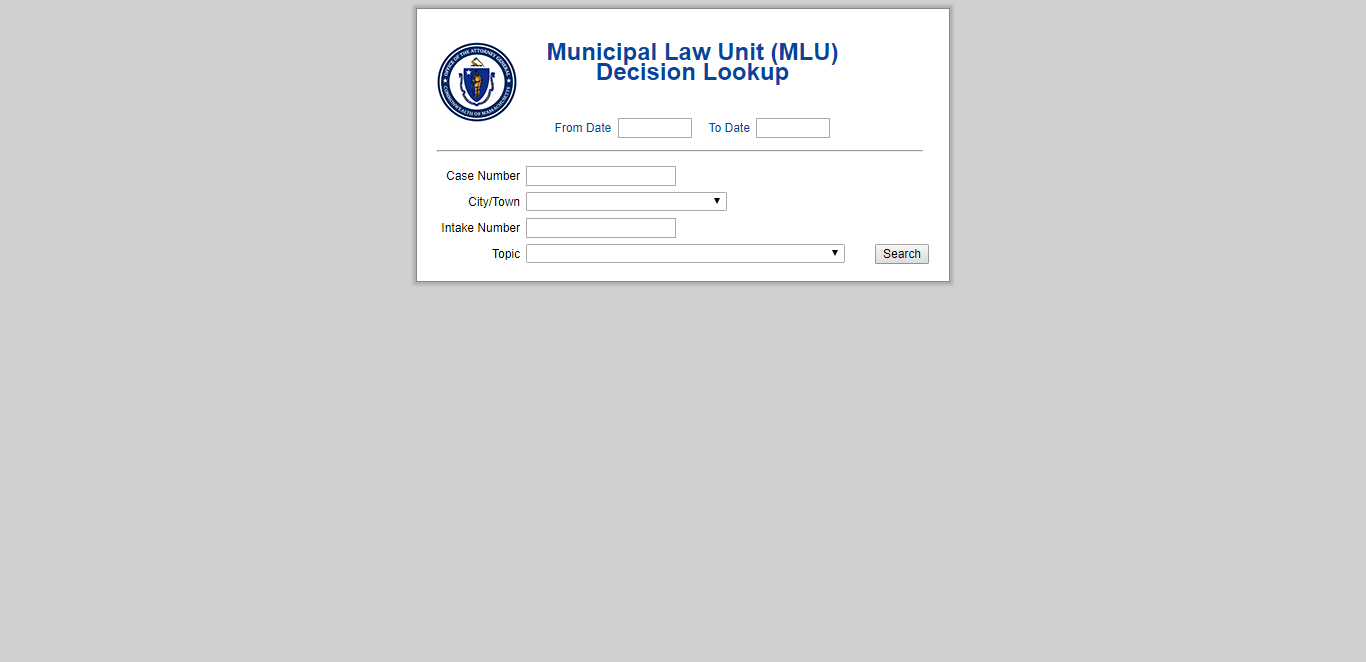 OFFICE OF THE ATTORNEY GENERAL
COMMONWEALTH OF MASSACHUSETTS
Municipal Law Unit (MLU)
Decision Lookup
From Date
To Date
Case Number
City/Town
Intake Number
Topic
Search